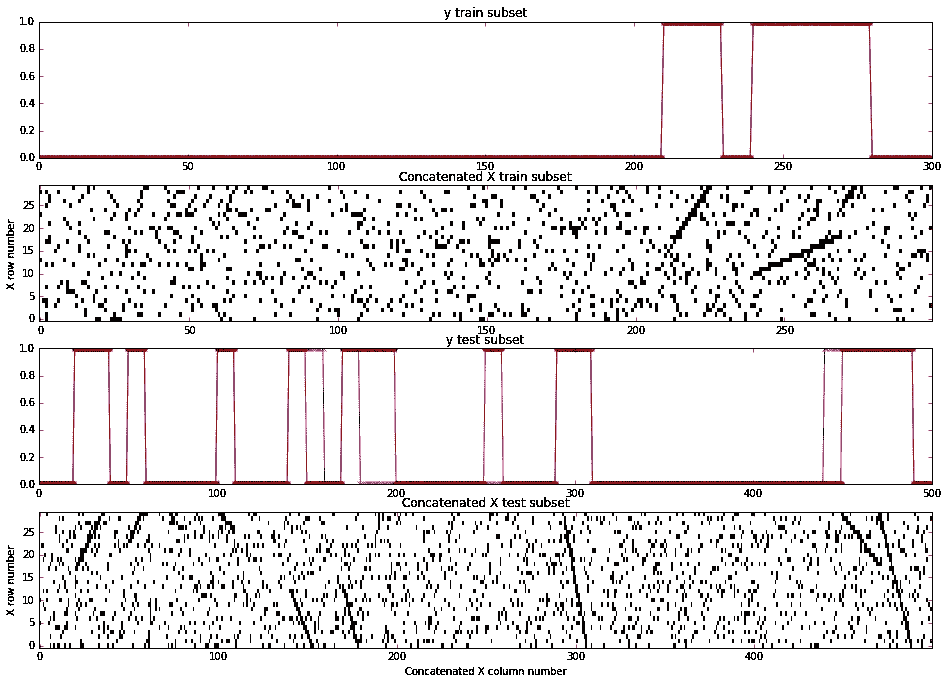 y train subset
1.0
0.8
0.6
0.4
0.2
0.0
0 50 100 150 200 250 300
Concatenated X train subset
X row number
25
20
15
10
5
0
0 50 100 150 200 250
y test subset
1.0
0.8
0.6
0.4
0.2
0.0
0 100 200 300 400 500
Concatenated X test subset
X row number
25
20
15
10
5
0
0 100 200 300 400
Concatenated X column number